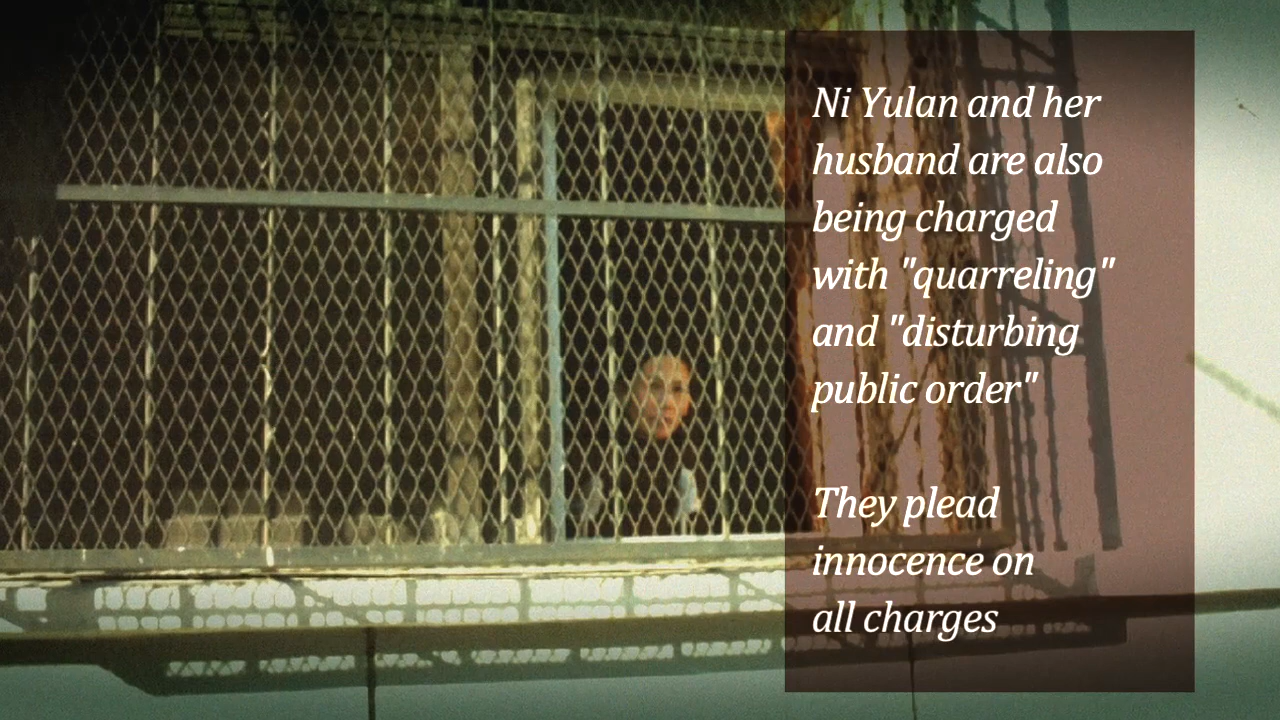 Ni Yulan and her
husband are also
being charged
with "quarreling"
and "disturbing
public order"
They plead
innocence on
all charges